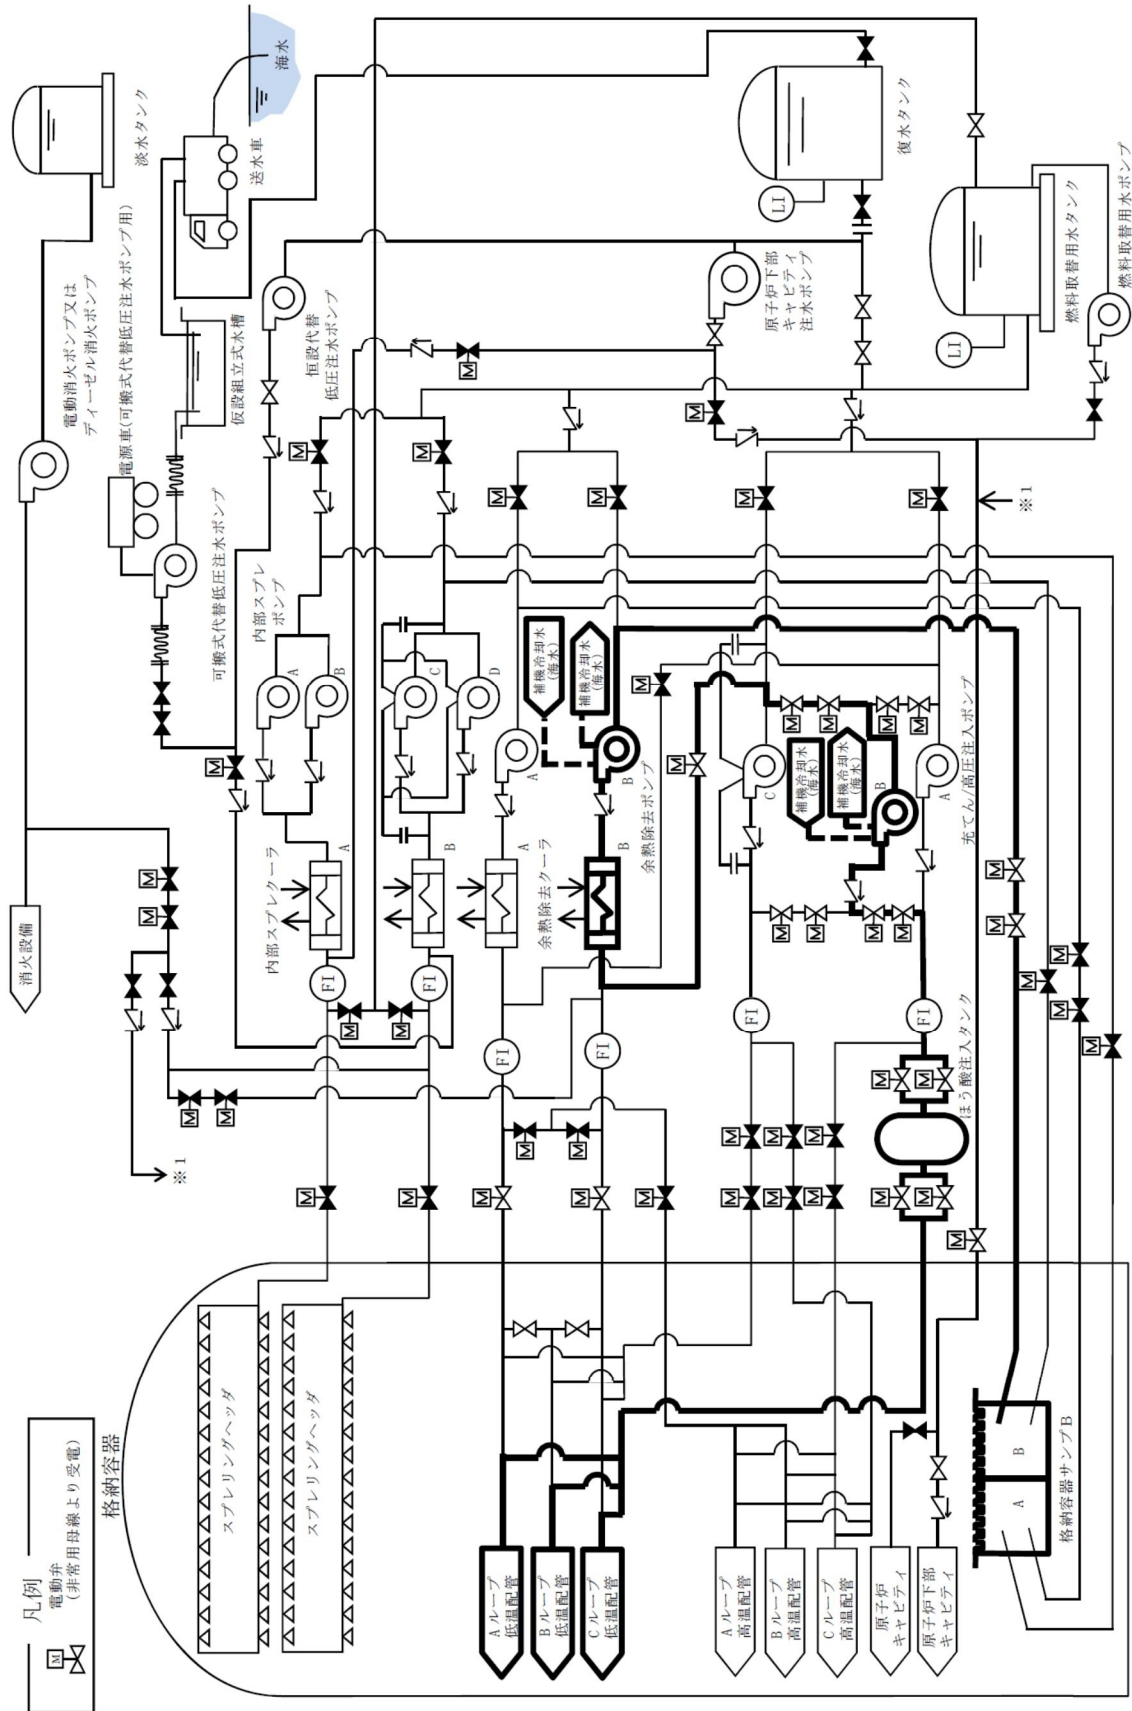 凡例
電動弁
(非常用母線より受電)
M
格納容器
スプレリングヘッダ
スプレリングヘッダ
消火設備
※1
電動消火ポンプ又は
ディーゼル消火ポンプ
淡水タンク
電源車(可搬式代替低圧注水ポンプ用)
可搬式代替低圧注水ポンプ
仮設組立式水槽
送水車
海水
恒設代替
低圧注水ポンプ
内部スプレ
ポンプ
A
B
C
D
内部スプレクーラ
A
B
FI
FI
余熱除去クーラ
A
B
FI
FI
余熱除去ポンプ
A
B
補機冷却水
(海水)
補機冷却水
(海水)
原子炉下部
キャビティ
注水ポンプ
復水タンク
LI
燃料取替用水タンク
LI
燃料取替用水ポンプ
※1
充てん/高圧注入ポンプ
C
B
A
補機冷却水
(海水)
補機冷却水
(海水)
FI
FI
ほう酸注入タンク
Aループ
低温配管
Bループ
低温配管
Cループ
低温配管
Aループ
高温配管
Bループ
高温配管
Cループ
高温配管
原子炉
キャビティ
原子炉下部
キャビティ
A
B
格納容器サンプB